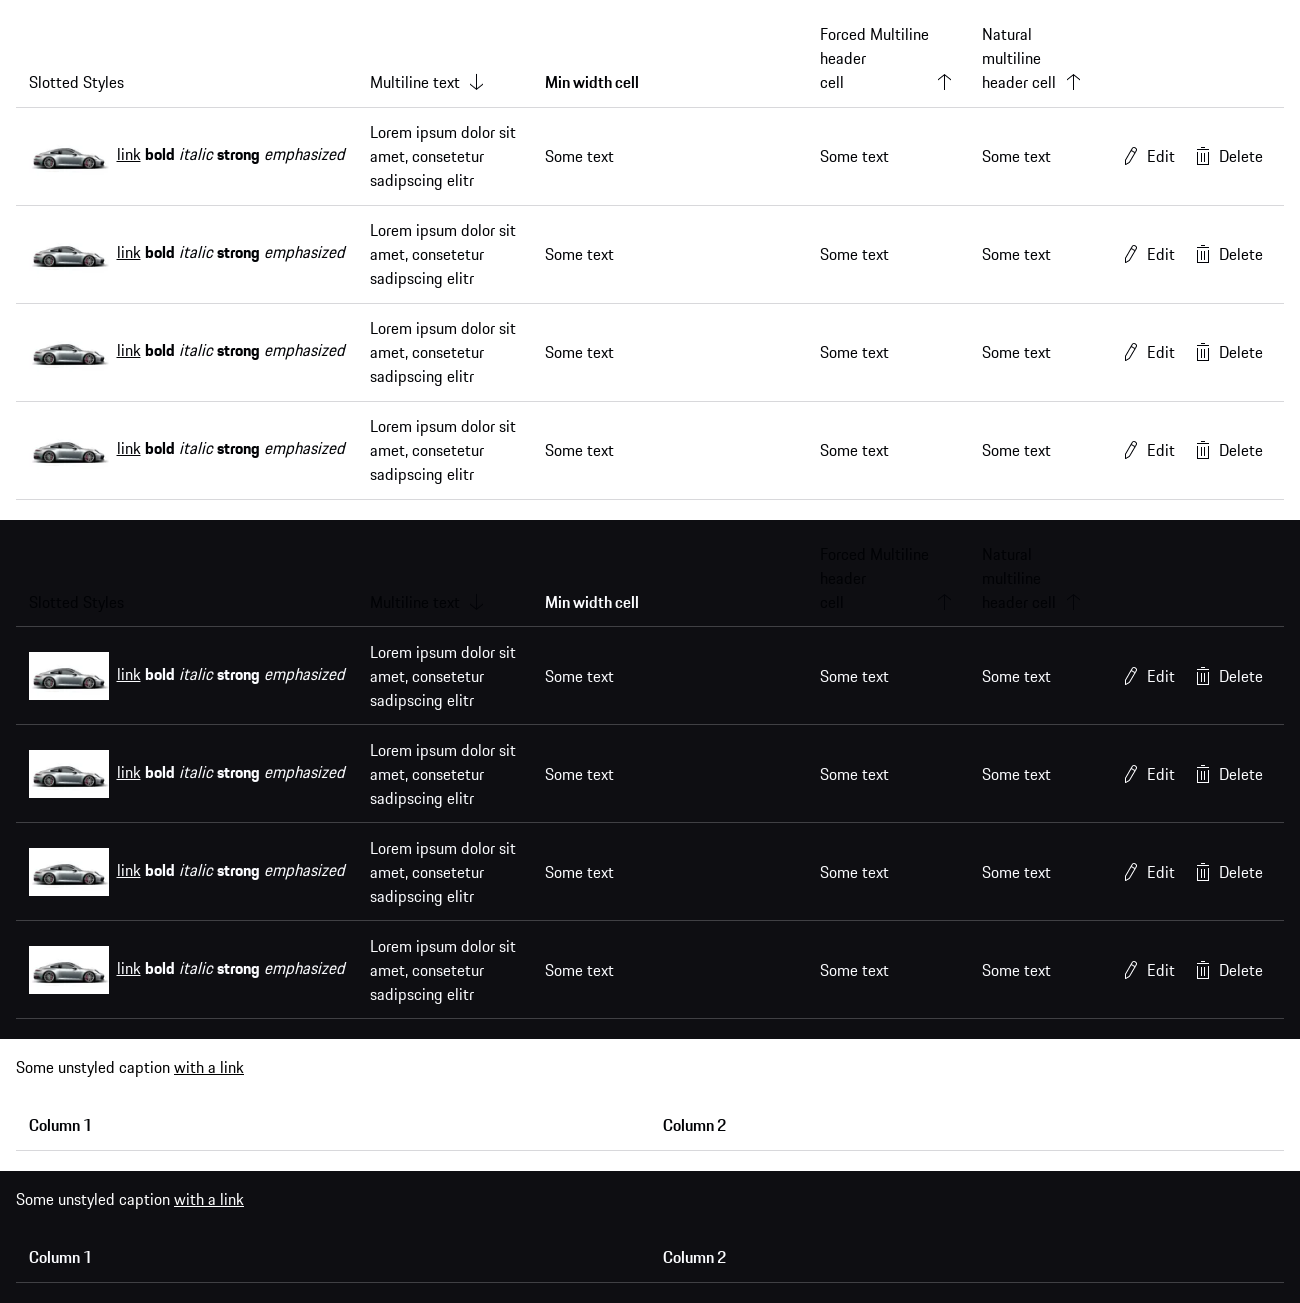 Slotted Styles
Multiline text
Min width cell
Forced Multiline
header
cell
Natural
multiline
header cell
link bold italic strong emphasized
Lorem ipsum dolor sit
amet, consetetur
sadipscing elitr
Some text
Some text
Some text
Edit
Delete
link bold italic strong emphasized
Lorem ipsum dolor sit
amet, consetetur
sadipscing elitr
Some text
Some text
Some text
Edit
Delete
link bold italic strong emphasized
Lorem ipsum dolor sit
amet, consetetur
sadipscing elitr
Some text
Some text
Some text
Edit
Delete
link bold italic strong emphasized
Lorem ipsum dolor sit
amet, consetetur
sadipscing elitr
Some text
Some text
Some text
Edit
Delete
Slotted Styles
Multiline text
Min width cell
Forced Multiline
header
cell
Natural
multiline
header cell
link bold italic strong emphasized
Lorem ipsum dolor sit
amet, consetetur
sadipscing elitr
Some text
Some text
Some text
Edit
Delete
link bold italic strong emphasized
Lorem ipsum dolor sit
amet, consetetur
sadipscing elitr
Some text
Some text
Some text
Edit
Delete
link bold italic strong emphasized
Lorem ipsum dolor sit
amet, consetetur
sadipscing elitr
Some text
Some text
Some text
Edit
Delete
link bold italic strong emphasized
Lorem ipsum dolor sit
amet, consetetur
sadipscing elitr
Some text
Some text
Some text
Edit
Delete
Some unstyled caption with a link
Column 1
Column 2
Some unstyled caption with a link
Column 1
Column 2